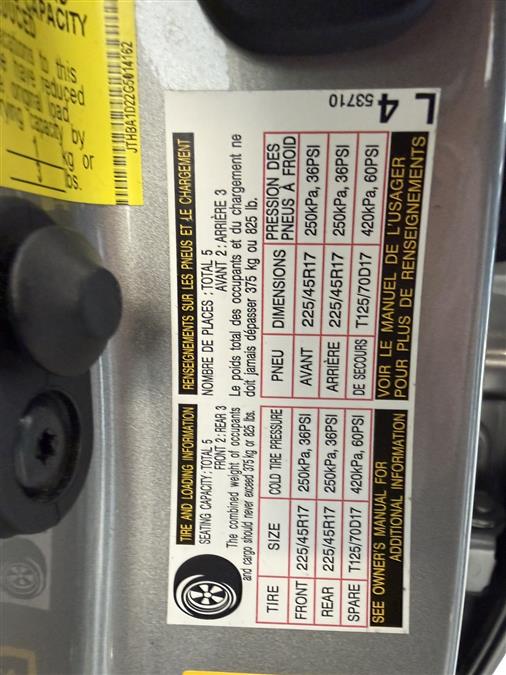 CAPACITY
REDUCED
to this
have reduced
original load
carrying capacity by
1 kg or
3 lbs.
JTHBA1D22G5014162
TIRE AND LOADING INFORMATION
SEATING CAPACITY : TOTAL 5
FRONT 2 : REAR 3
The combined weight of occupants
and cargo should never exceed 375 kg or 825 lbs.
TIRE SIZE COLD TIRE PRESSURE
FRONT 225/45R17 250kPa, 36PSI
REAR 225/45R17 250kPa, 36PSI
SPARE T125/70D17 420kPa, 60PSI
SEE OWNER'S MANUAL FOR
ADDITIONAL INFORMATION
RENSEIGNEMENTS SUR LES PNEUS ET LE CHARGEMENT
NOMBRE DE PLACES : TOTAL 5
AVANT 2 : ARRIÈRE 3
Le poids total des occupants et du chargement ne
doit jamais dépasser 375 kg ou 825 lb.
PNEU DIMENSIONS PRESSION DES
PNEUS À FROID
AVANT 225/45R17 250kPa, 36PSI
ARRIÈRE 225/45R17 250kPa, 36PSI
DE SECOURS T125/70D17 420kPa, 60PSI
VOIR LE MANUEL DE L'USAGER
POUR PLUS DE RENSEIGNEMENTS
53710
L4